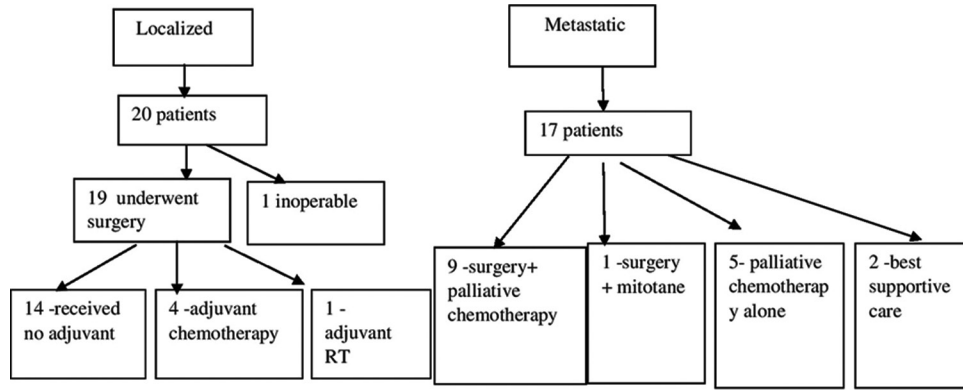 Localized
20 patients
19 underwent
surgery
1 inoperable
14 -received
no adjuvant
4 -adjuvant
chemotherapy
1 -
adjuvant
RT
Metastatic
17 patients
9 -surgery+
palliative
chemotherapy
1 -surgery
+ mitotane
5- palliative
chemotherap
y alone
2 -best
supportive
care